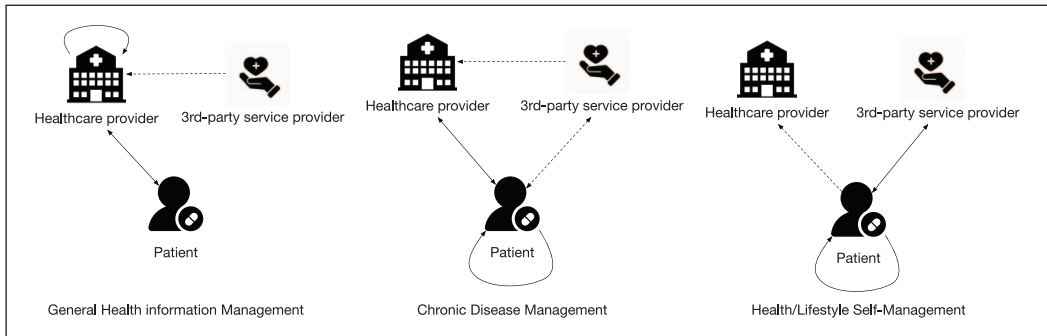 Healthcare provider
3rd-party service provider
Patient
General Health information Management
Healthcare provider
3rd-party service provider
Patient
Chronic Disease Management
Healthcare provider
3rd-party service provider
Patient
Health/Lifestyle Self-Management